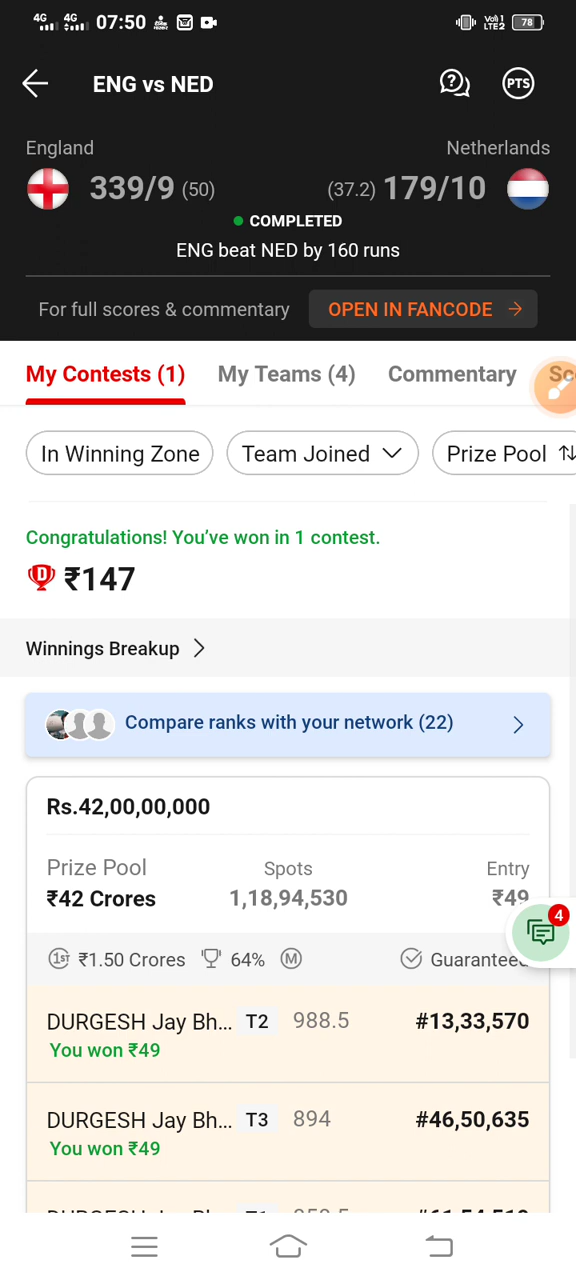 4G 4G 07:50 Vo1) 1 LTE2 78
ENG vs NED PTS
England Netherlands
339/9 (50) (37.2) 179/10
COMPLETED
ENG beat NED by 160 runs
For full scores & commentary OPEN IN FANCODE
My Contests (1) My Teams (4) Commentary Sc
In Winning Zone Team Joined Prize Pool
Congratulations! You've won in 1 contest.
D ₹147
Winnings Breakup
Compare ranks with your network (22)
Rs.42,00,00,000
Prize Pool Spots Entry
₹42 Crores 1,18,94,530 ₹49
4
1ST ₹1.50 Crores 64% M Guaranteed
DURGESH Jay Bh... T2 988.5 #13,33,570
You won ₹49
DURGESH Jay Bh... T3 894 #46,50,635
You won ₹49